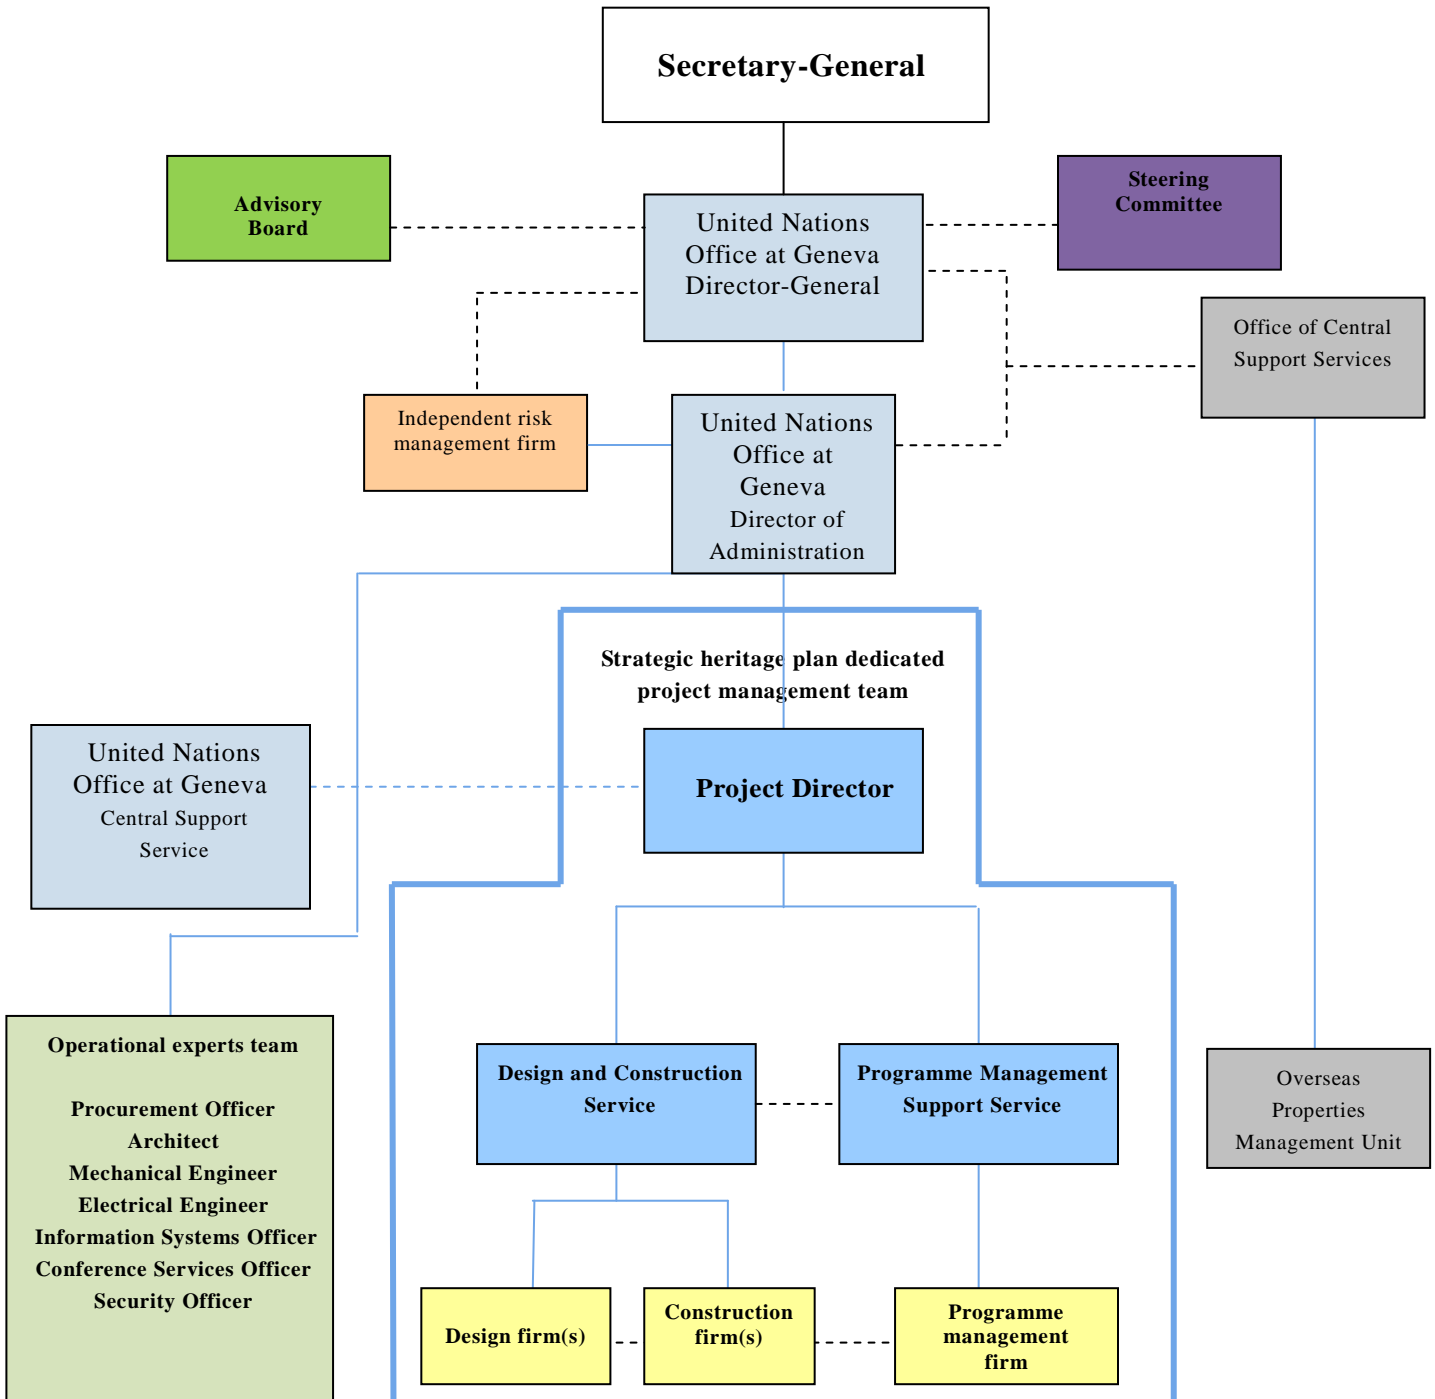 Secretary-General
Advisory
Board
Steering
Committee
United Nations
Office at Geneva
Director-General
Office of Central
Support Services
Independent risk
management firm
United Nations
Office at
Geneva
Director of
Administration
Strategic heritage plan dedicated
project management team
United Nations
Office at Geneva
Central Support
Service
Project Director
Operational experts team
Procurement Officer
Architect
Mechanical Engineer
Electrical Engineer
Information Systems Officer
Conference Services Officer
Security Officer
Design and Construction
Service
Programme Management
Support Service
Overseas
Properties
Management Unit
Design firm(s)
Construction
firm(s)
Programme
management
firm